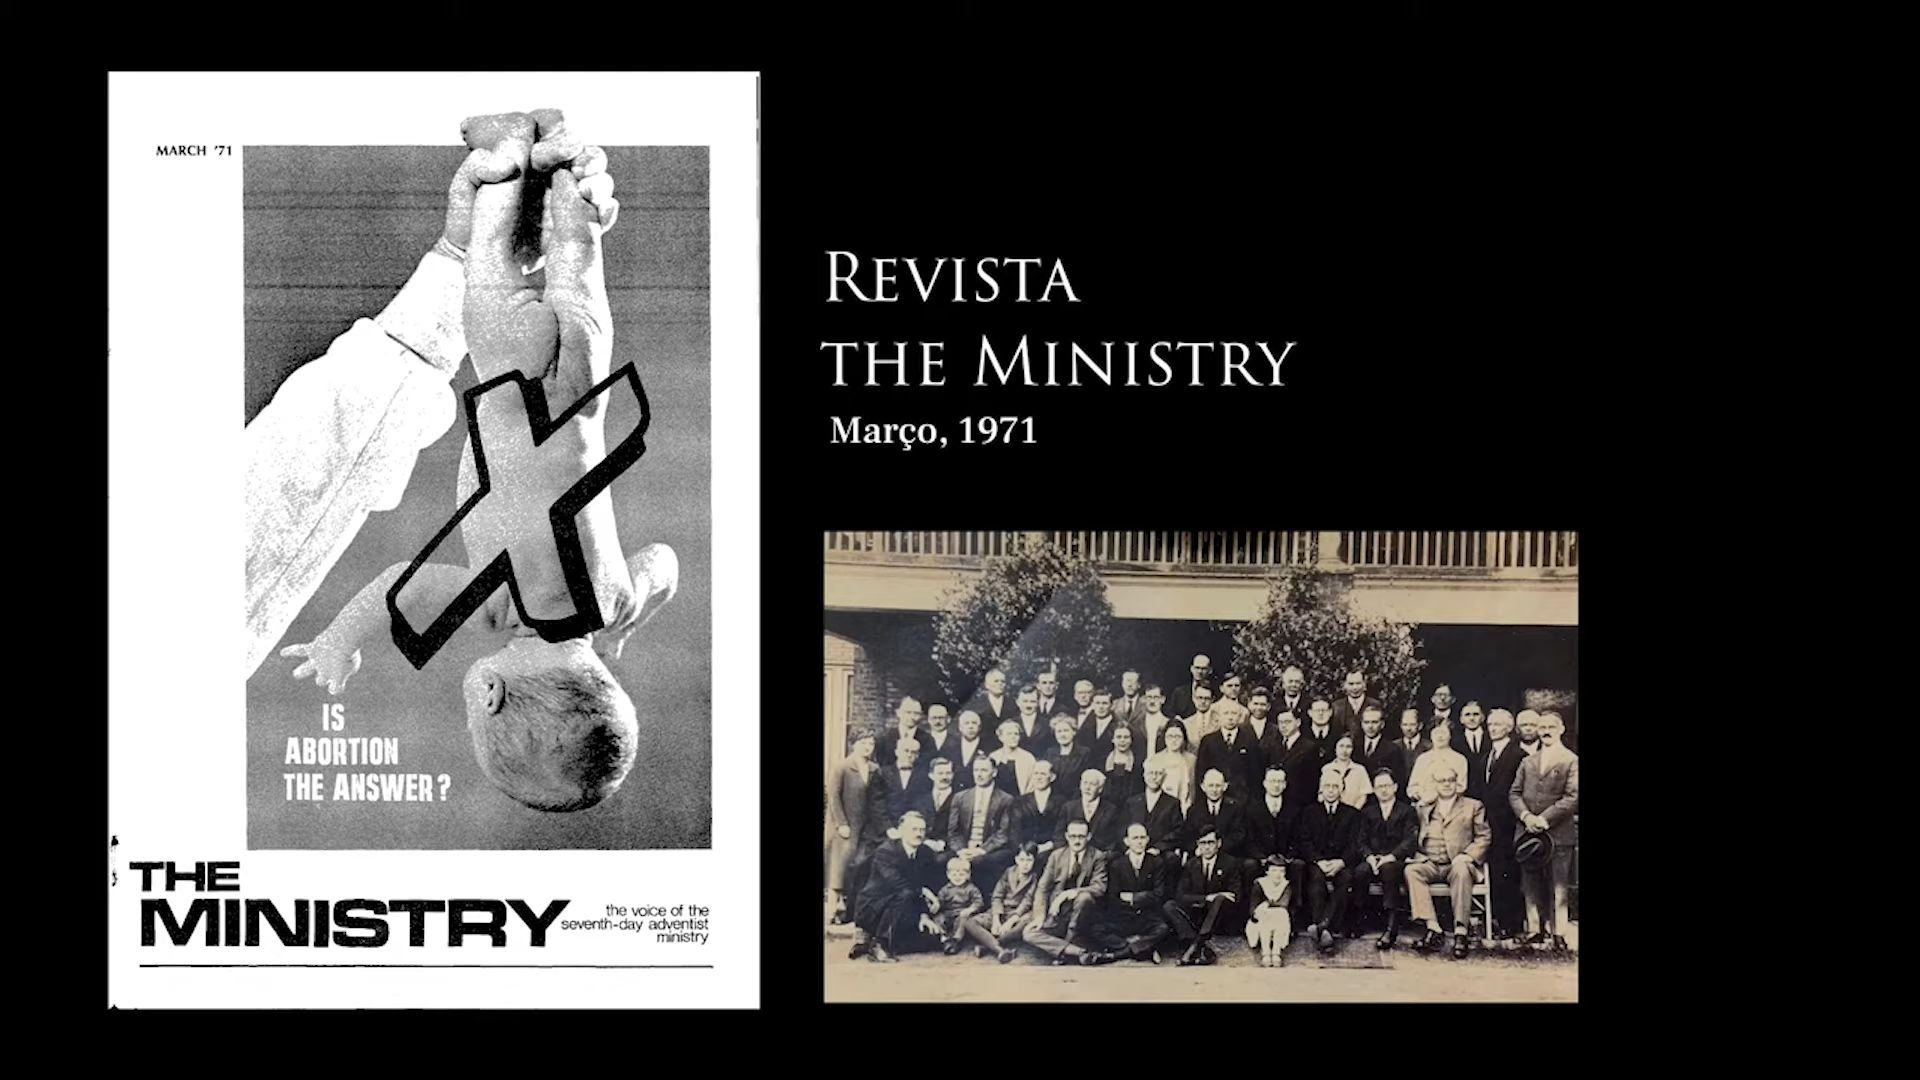 MARCH '71
IS
ABORTION
THE ANSWER?
THE
MINISTRY
the voice of the
seventh-day adventist
ministry
REVISTA
THE MINISTRY
Março, 1971